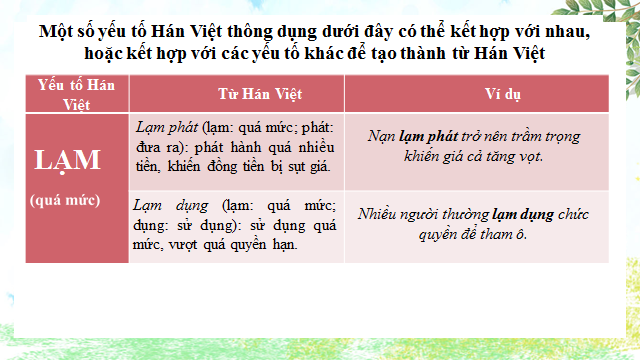 Một số yếu tố Hán Việt thông dụng dưới đây có thể kết hợp với nhau,
hoặc kết hợp với các yếu tố khác để tạo thành từ Hán Việt
Yếu tố Hán
Việt
Từ Hán Việt
Ví dụ
LẠM
(quá mức)
Lạm phát (lạm: quá mức; phát:
đưa ra): phát hành quá nhiều
tiền, khiến đồng tiền bị sụt giá.
Nạn lạm phát trở nên trầm trọng
khiến giá cả tăng vọt.
Lạm dụng (lạm: quá mức;
dụng: sử dụng): sử dụng quá
mức, vượt quá quyền hạn.
Nhiều người thường lạm dụng chức
quyền để tham ô.